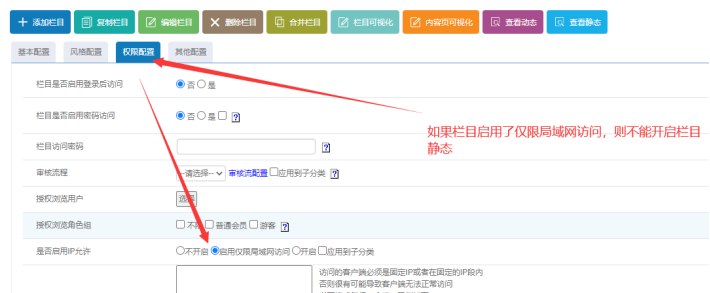 添加栏目 复制栏目 编辑栏目 删除栏目 合并栏目 栏目可视化 内容页可视化 查看动态 查看静态
基本配置 风格配置 权限配置 其他配置
栏目是否启用登录后访问 否 是
栏目是否启用密码访问 否 是 ?
如果栏目启用了仅限局域网访问，则不能开启栏目
静态
栏目访问密码 ?
审核流程 --请选择-- 审核流配置 应用到子分类 ?
授权浏览用户
授权浏览角色组 普通会员 游客 ?
是否启用IP允许 不开启 启用仅限局域网访问 开启 应用到子分类
访问的客户端必须是固定IP或者在固定的IP段内
否则很有可能导致客户端无法正常访问